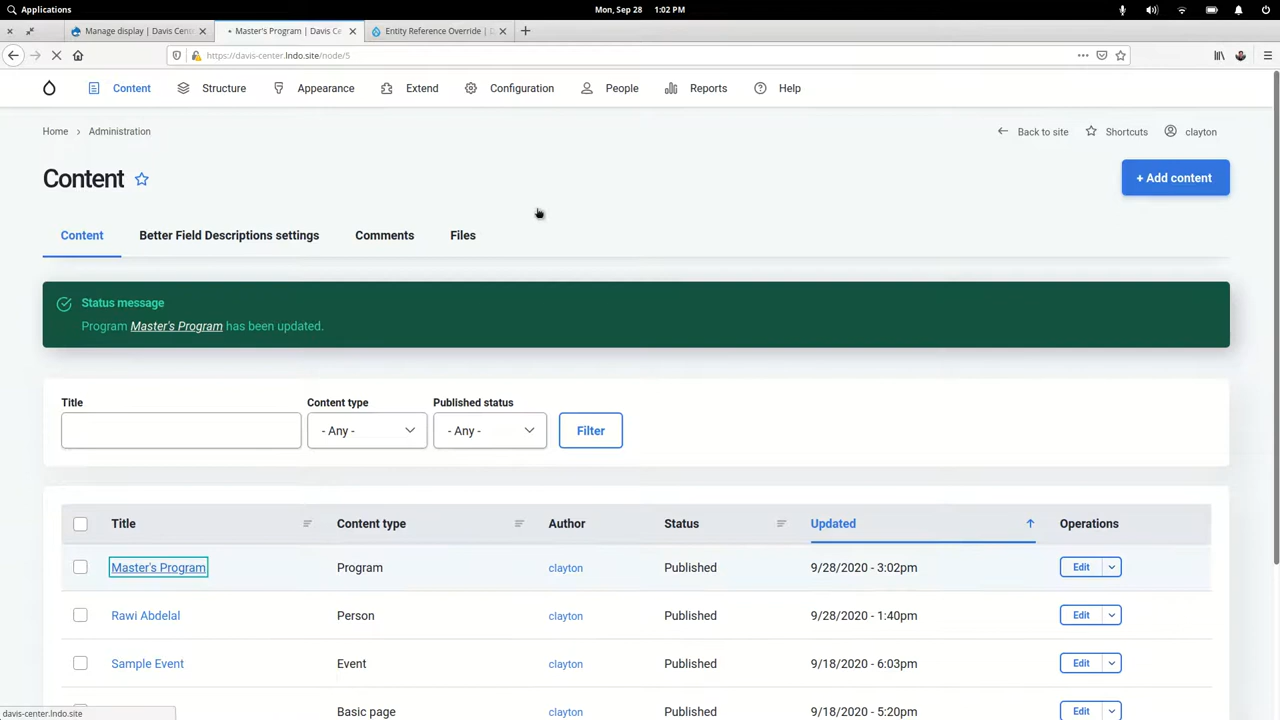 Applications
Mon, Sep 28 1:02 PM
Manage display | Davis Cent
Master's Program | Davis Ce
Entity Reference Override | D
https://davis-center.lndo.site/node/5
Content
Structure
Appearance
Extend
Configuration
People
Reports
Help
Home › Administration
Back to site
Shortcuts
clayton
Content
+ Add content
Content
Better Field Descriptions settings
Comments
Files
Status message
Program Master's Program has been updated.
Title
Content type
Published status
- Any -
- Any -
Filter
Title Content type Author Status Updated Operations
Master's Program Program clayton Published 9/28/2020 - 3:02pm Edit
Rawi Abdelal Person clayton Published 9/28/2020 - 1:40pm Edit
Sample Event Event clayton Published 9/18/2020 - 6:03pm Edit
Basic page clayton Published 9/18/2020 - 5:20pm Edit
davis-center.lndo.site